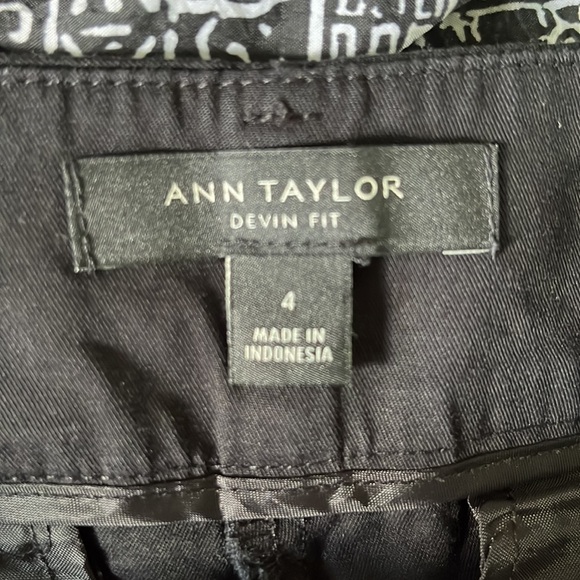 ANN TAYLOR
DEVIN FIT
4
MADE IN
INDONESIA